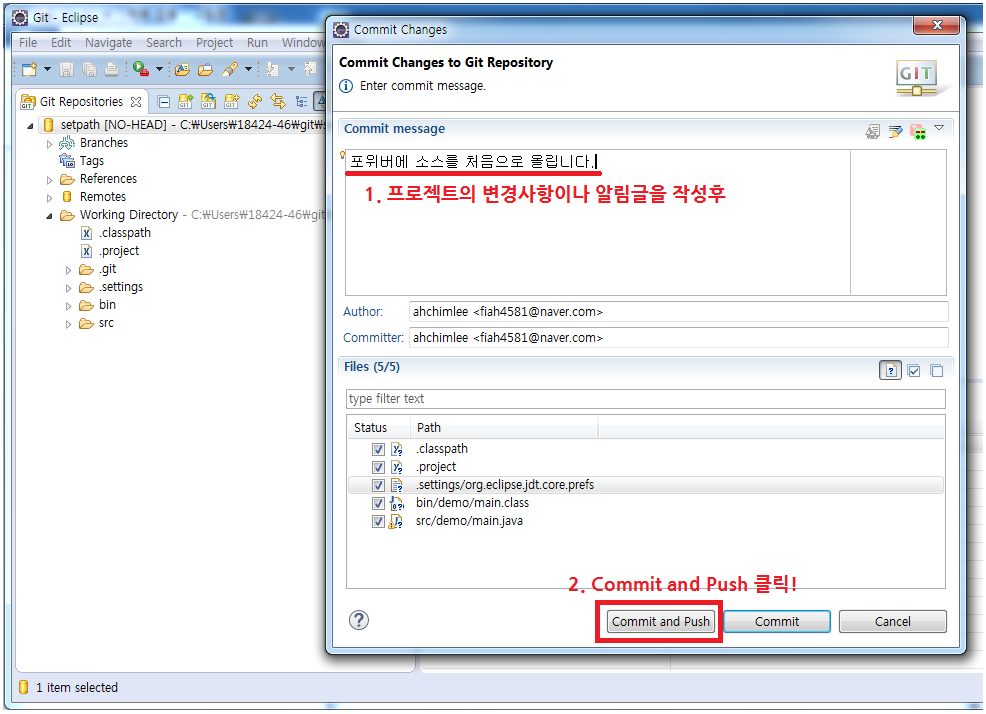 Git - Eclipse
File Edit Navigate Search Project Run Window
Git Repositories
setpath [NO-HEAD] - C:₩Users₩18424-46₩git₩s
Branches
Tags
References
Remotes
Working Directory - C:₩Users₩18424-46₩git
.classpath
.project
.git
.settings
bin
src
1 item selected
Commit Changes
Commit Changes to Git Repository
Enter commit message.
GIT
Commit message
포위버에 소스를 처음으로 올립니다.
1. 프로젝트의 변경사항이나 알림글을 작성후
Author: ahchimlee <fiah4581@naver.com>
Committer: ahchimlee <fiah4581@naver.com>
Files (5/5)
type filter text
Status Path
.classpath
.project
.settings/org.eclipse.jdt.core.prefs
bin/demo/main.class
src/demo/main.java
2. Commit and Push 클릭!
Commit and Push Commit Cancel